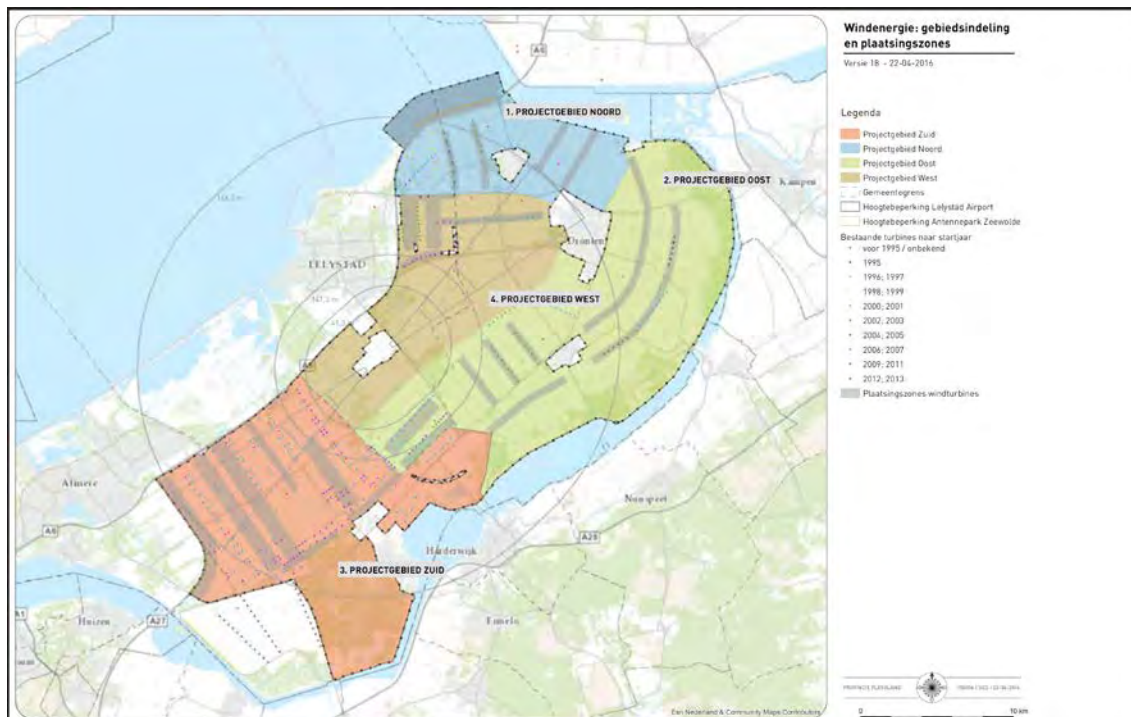 Windenergie: gebiedsindeling
en plaatsingszones
Versie 18 - 22-04-2016
Legenda
Projectgebied Zuid
Projectgebied Noord
Projectgebied Oost
Projectgebied West
Gemeentegrens
Hoogtebeperking Lelystad Airport
Hoogtebeperking Antennepark Zeewolde
Bestaande turbines naar startjaar
voor 1995 / onbekend
1995
1996; 1997
1998; 1999
2000; 2001
2002; 2003
2004; 2005
2006; 2007
2009; 2011
2012; 2013
Plaatsingszones windturbines
A6
1. PROJECTGEBIED NOORD
2. PROJECTGEBIED OOST
Kampen
Dronten
LELYSTAD
4. PROJECTGEBIED WEST
Almere
A6
Nunspeet
A28
Harderwijk
3. PROJECTGEBIED ZUID
Huizen
A27
A1
Ermelo
Esri Nederland & Community Maps Contributors
PROVINCIE FLEVOLAND
0
10 km